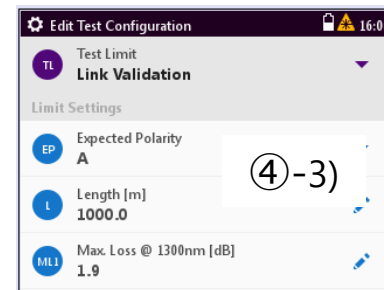 Edit Test Configuration 16:0
TL
Test Limit
Link Validation
Limit Settings
EP
Expected Polarity
A
④-3)
L
Length [m]
1000.0
ML1
Max. Loss @ 1300nm [dB]
1.9